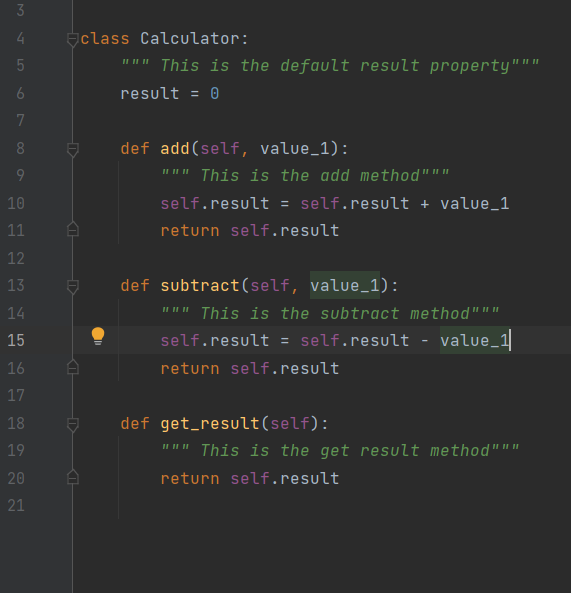 3
4 class Calculator:
5     """ This is the default result property"""
6     result = 0
7
8     def add(self, value_1):
9         """ This is the add method"""
10         self.result = self.result + value_1
11         return self.result
12
13     def subtract(self, value_1):
14         """ This is the subtract method"""
15         self.result = self.result - value_1
16         return self.result
17
18     def get_result(self):
19         """ This is the get result method"""
20         return self.result
21